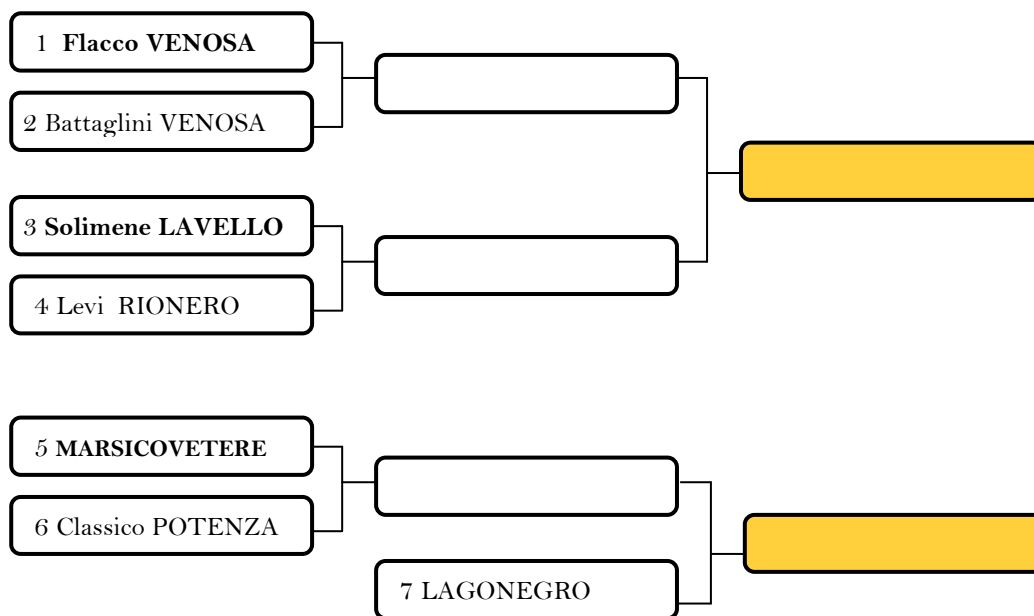 1 Flacco VENOSA
2 Battaglini VENOSA
3 Solimene LAVELLO
4 Levi RIONERO
5 MARSICOVETERE
6 Classico POTENZA
7 LAGONEGRO